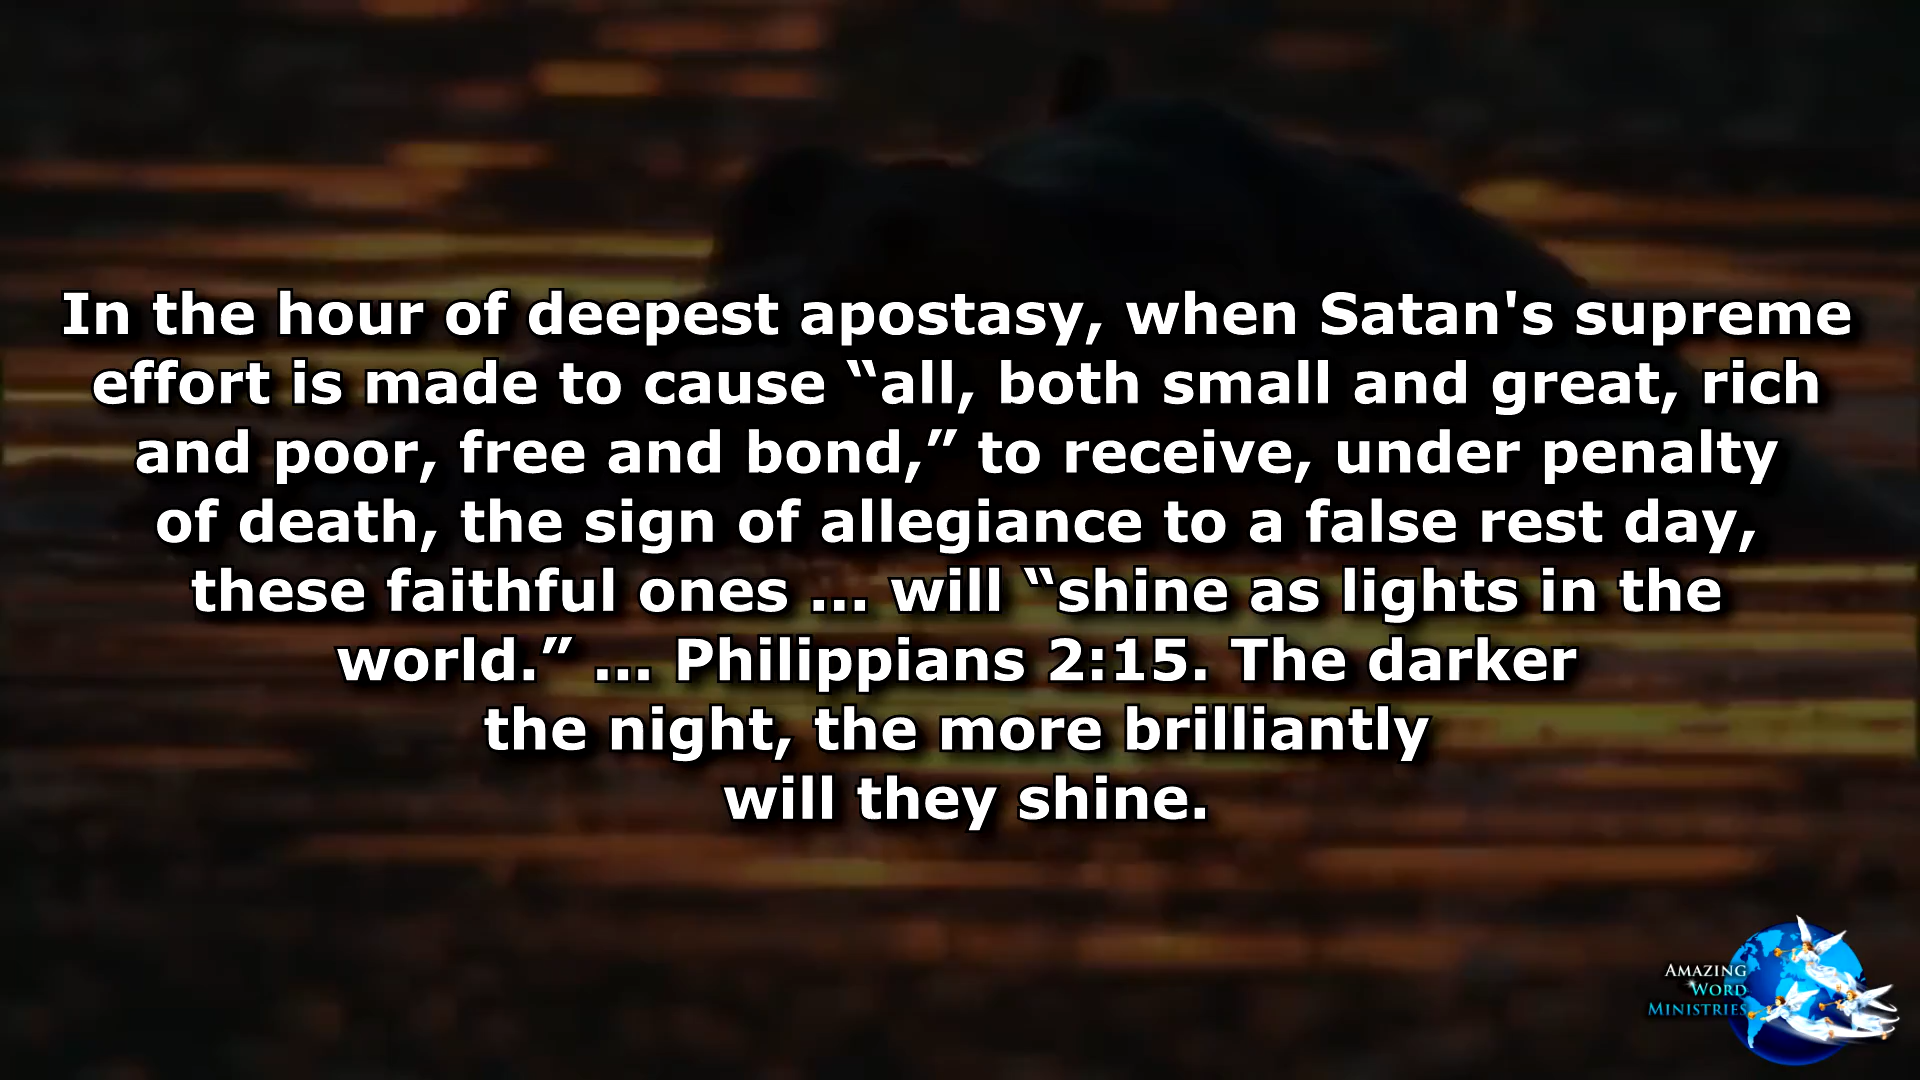 In the hour of deepest apostasy, when Satan's supreme
effort is made to cause “all, both small and great, rich
and poor, free and bond,” to receive, under penalty
of death, the sign of allegiance to a false rest day,
these faithful ones ... will “shine as lights in the
world.” ... Philippians 2:15. The darker
the night, the more brilliantly
will they shine.
AMAZING
WORD
MINISTRIES